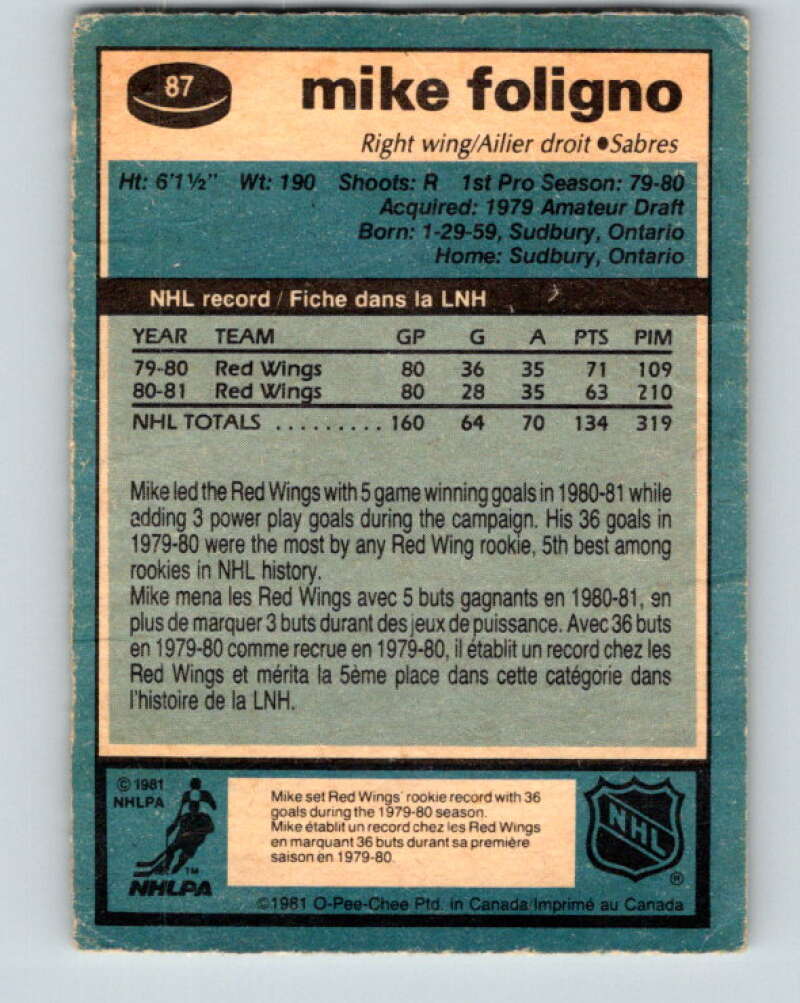 87
mike foligno
Right wing/Ailier droit ●Sabres
Ht: 6'1½" Wt: 190 Shoots: R 1st Pro Season: 79-80
Acquired: 1979 Amateur Draft
Born: 1-29-59, Sudbury, Ontario
Home: Sudbury, Ontario
NHL record / Fiche dans la LNH
YEAR TEAM GP G A PTS PIM
79-80 Red Wings 80 36 35 71 109
80-81 Red Wings 80 28 35 63 210
NHL TOTALS ......... 160 64 70 134 319
Mike led the Red Wings with 5 game winning goals in 1980-81 while
adding 3 power play goals during the campaign. His 36 goals in
1979-80 were the most by any Red Wing rookie, 5th best among
rookies in NHL history.
Mike mena les Red Wings avec 5 buts gagnants en 1980-81, en
plus de marquer 3 buts durant des jeux de puissance. Avec 36 buts
en 1979-80 comme recrue en 1979-80, il établit un record chez les
Red Wings et mérita la 5ème place dans cette catégorie dans
l'histoire de la LNH.
© 1981
NHLPA
TM
NHLPA
Mike set Red Wings' rookie record with 36
goals during the 1979-80 season.
Mike établit un record chez les Red Wings
en marquant 36 buts durant sa première
saison en 1979-80.
NHL
®
©1981 O-Pee-Chee Ptd. in Canada/Imprimé au Canada